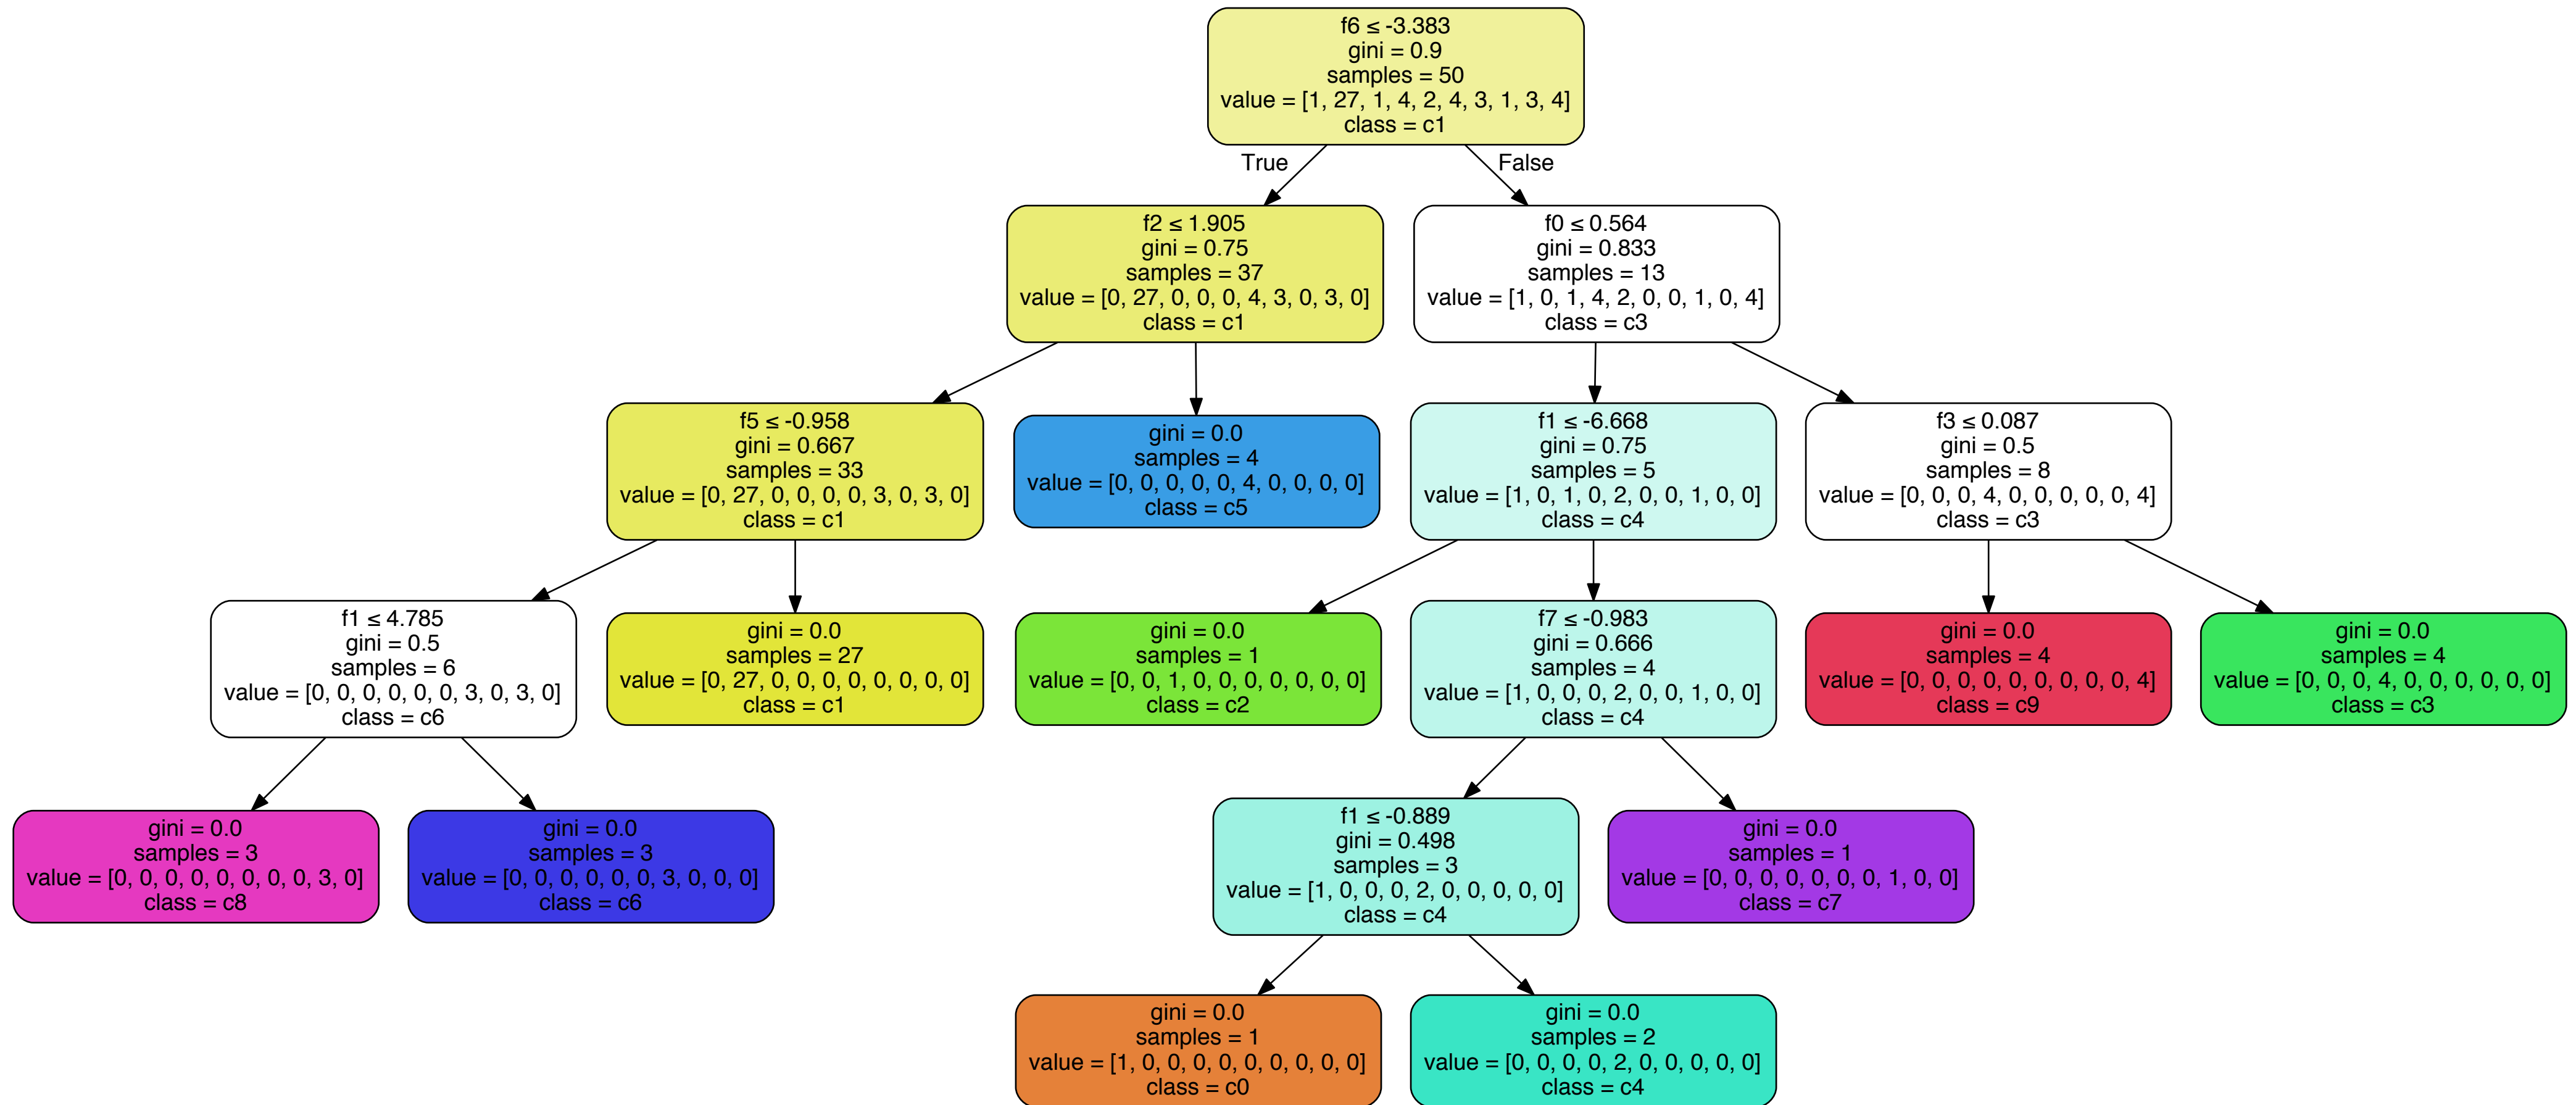 f6 ≤ -3.383
gini = 0.9
samples = 50
value = [1, 27, 1, 4, 2, 4, 3, 1, 3, 4]
class = c1
True
False
f2 ≤ 1.905
gini = 0.75
samples = 37
value = [0, 27, 0, 0, 0, 4, 3, 0, 3, 0]
class = c1
f0 ≤ 0.564
gini = 0.833
samples = 13
value = [1, 0, 1, 4, 2, 0, 0, 1, 0, 4]
class = c3
f5 ≤ -0.958
gini = 0.667
samples = 33
value = [0, 27, 0, 0, 0, 0, 3, 0, 3, 0]
class = c1
gini = 0.0
samples = 4
value = [0, 0, 0, 0, 0, 4, 0, 0, 0, 0]
class = c5
f1 ≤ -6.668
gini = 0.75
samples = 5
value = [1, 0, 1, 0, 2, 0, 0, 1, 0, 0]
class = c4
f3 ≤ 0.087
gini = 0.5
samples = 8
value = [0, 0, 0, 4, 0, 0, 0, 0, 0, 4]
class = c3
f1 ≤ 4.785
gini = 0.5
samples = 6
value = [0, 0, 0, 0, 0, 0, 3, 0, 3, 0]
class = c6
gini = 0.0
samples = 27
value = [0, 27, 0, 0, 0, 0, 0, 0, 0, 0]
class = c1
gini = 0.0
samples = 1
value = [0, 0, 1, 0, 0, 0, 0, 0, 0, 0]
class = c2
f7 ≤ -0.983
gini = 0.666
samples = 4
value = [1, 0, 0, 0, 2, 0, 0, 1, 0, 0]
class = c4
gini = 0.0
samples = 4
value = [0, 0, 0, 0, 0, 0, 0, 0, 0, 4]
class = c9
gini = 0.0
samples = 4
value = [0, 0, 0, 4, 0, 0, 0, 0, 0, 0]
class = c3
gini = 0.0
samples = 3
value = [0, 0, 0, 0, 0, 0, 0, 0, 3, 0]
class = c8
gini = 0.0
samples = 3
value = [0, 0, 0, 0, 0, 0, 3, 0, 0, 0]
class = c6
f1 ≤ -0.889
gini = 0.498
samples = 3
value = [1, 0, 0, 0, 2, 0, 0, 0, 0, 0]
class = c4
gini = 0.0
samples = 1
value = [0, 0, 0, 0, 0, 0, 0, 1, 0, 0]
class = c7
gini = 0.0
samples = 1
value = [1, 0, 0, 0, 0, 0, 0, 0, 0, 0]
class = c0
gini = 0.0
samples = 2
value = [0, 0, 0, 0, 2, 0, 0, 0, 0, 0]
class = c4